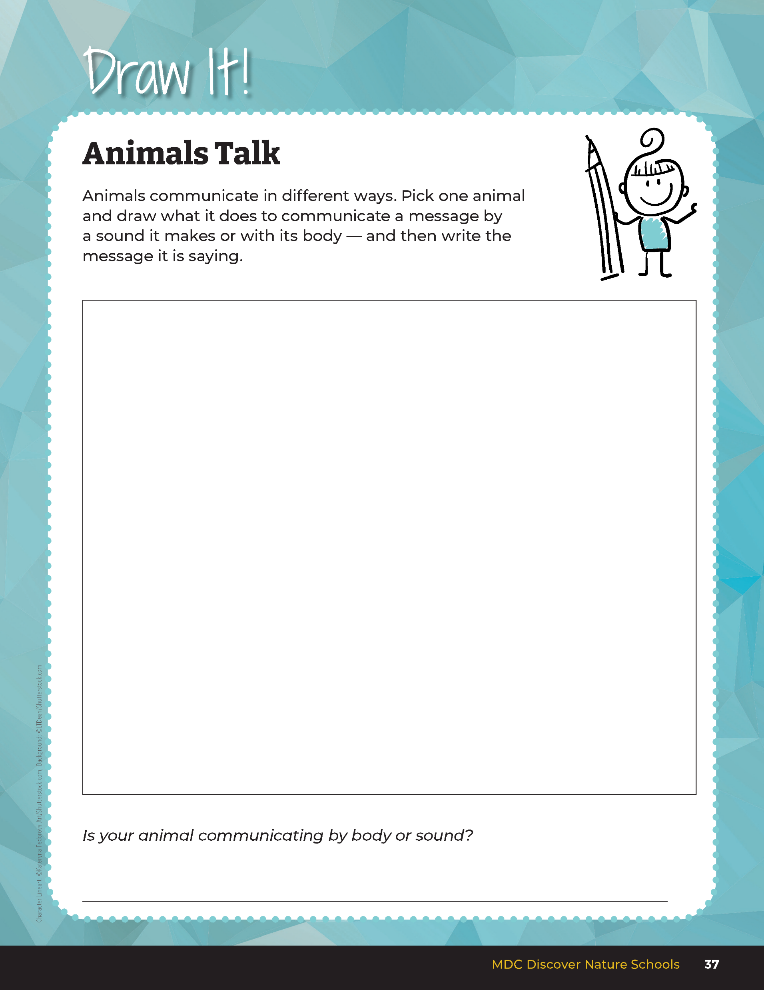 Draw It!
Animals Talk
Animals communicate in different ways. Pick one animal
and draw what it does to communicate a message by
a sound it makes or with its body — and then write the
message it is saying.
Is your animal communicating by body or sound?
MDC Discover Nature Schools 37